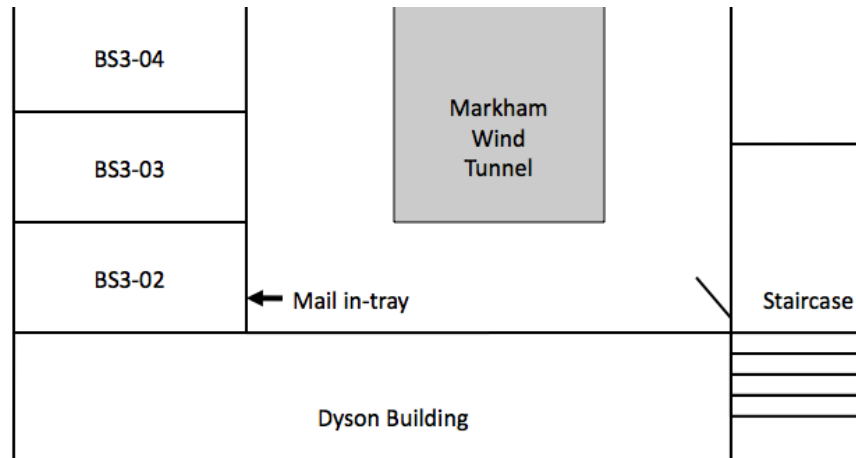 BS3-04
Markham
Wind
Tunnel
BS3-03
BS3-02
Mail in-tray
Staircase
Dyson Building